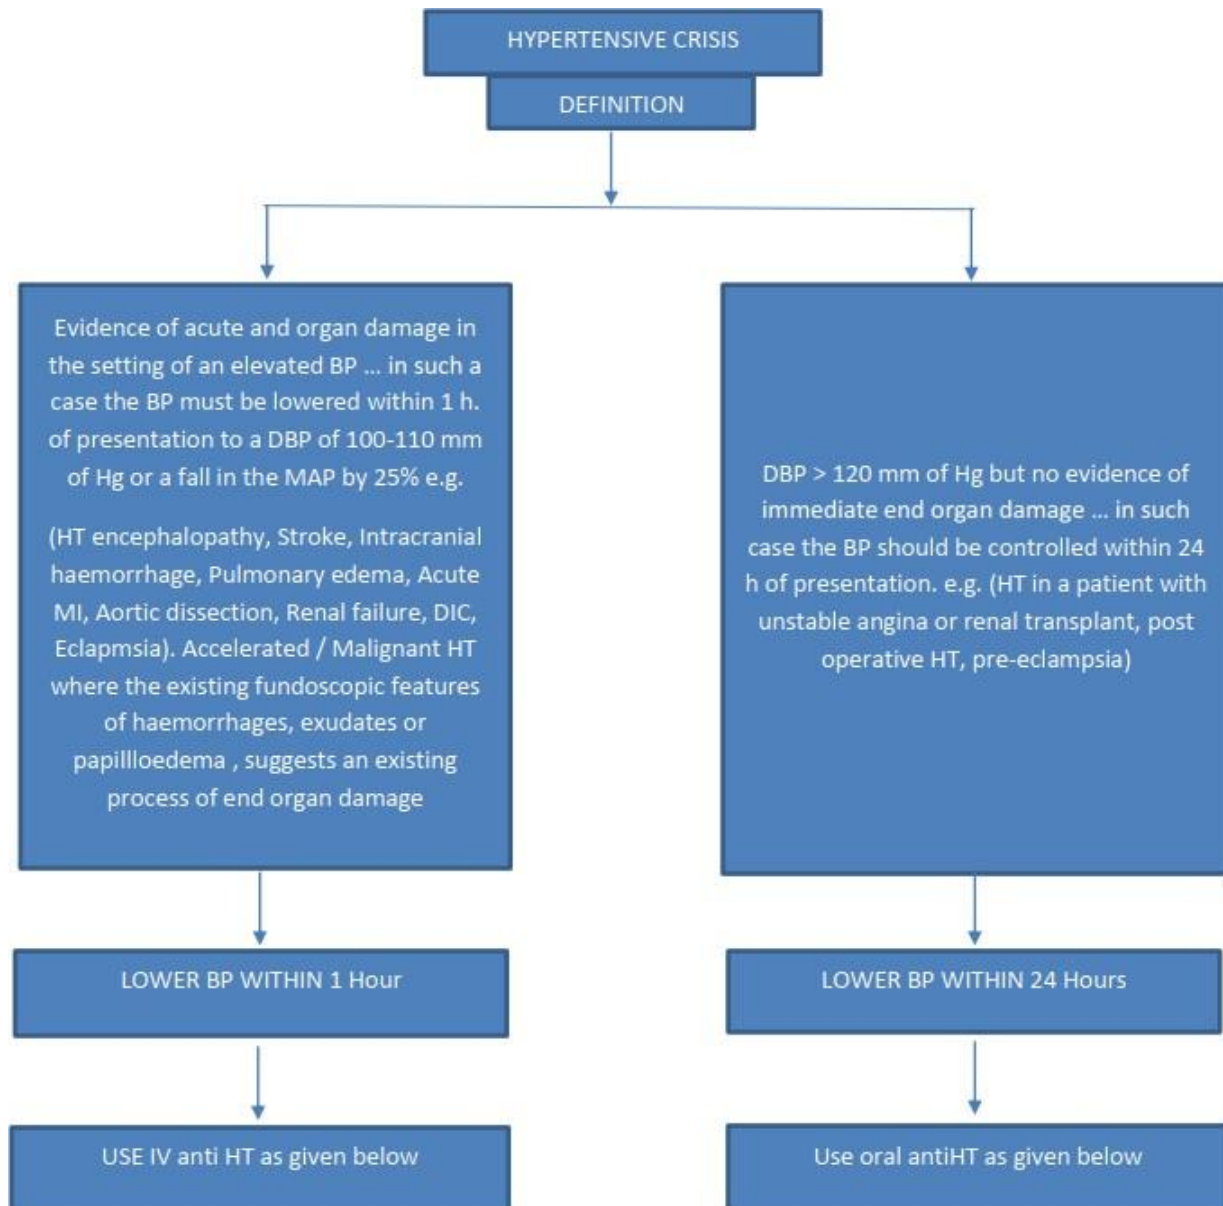 HYPERTENSIVE CRISIS
DEFINITION
Evidence of acute and organ damage in
the setting of an elevated BP ... in such a
case the BP must be lowered within 1 h.
of presentation to a DBP of 100-110 mm
of Hg or a fall in the MAP by 25% e.g.
(HT encephalopathy, Stroke, Intracranial
haemorrhage, Pulmonary edema, Acute
MI, Aortic dissection, Renal failure, DIC,
Eclapmsia). Accelerated / Malignant HT
where the existing fundoscopic features
of haemorrhages, exudates or
papillloedema , suggests an existing
process of end organ damage
LOWER BP WITHIN 1 Hour
USE IV anti HT as given below
DBP > 120 mm of Hg but no evidence of
immediate end organ damage ... in such
case the BP should be controlled within 24
h of presentation. e.g. (HT in a patient with
unstable angina or renal transplant, post
operative HT, pre-eclampsia)
LOWER BP WITHIN 24 Hours
Use oral antiHT as given below